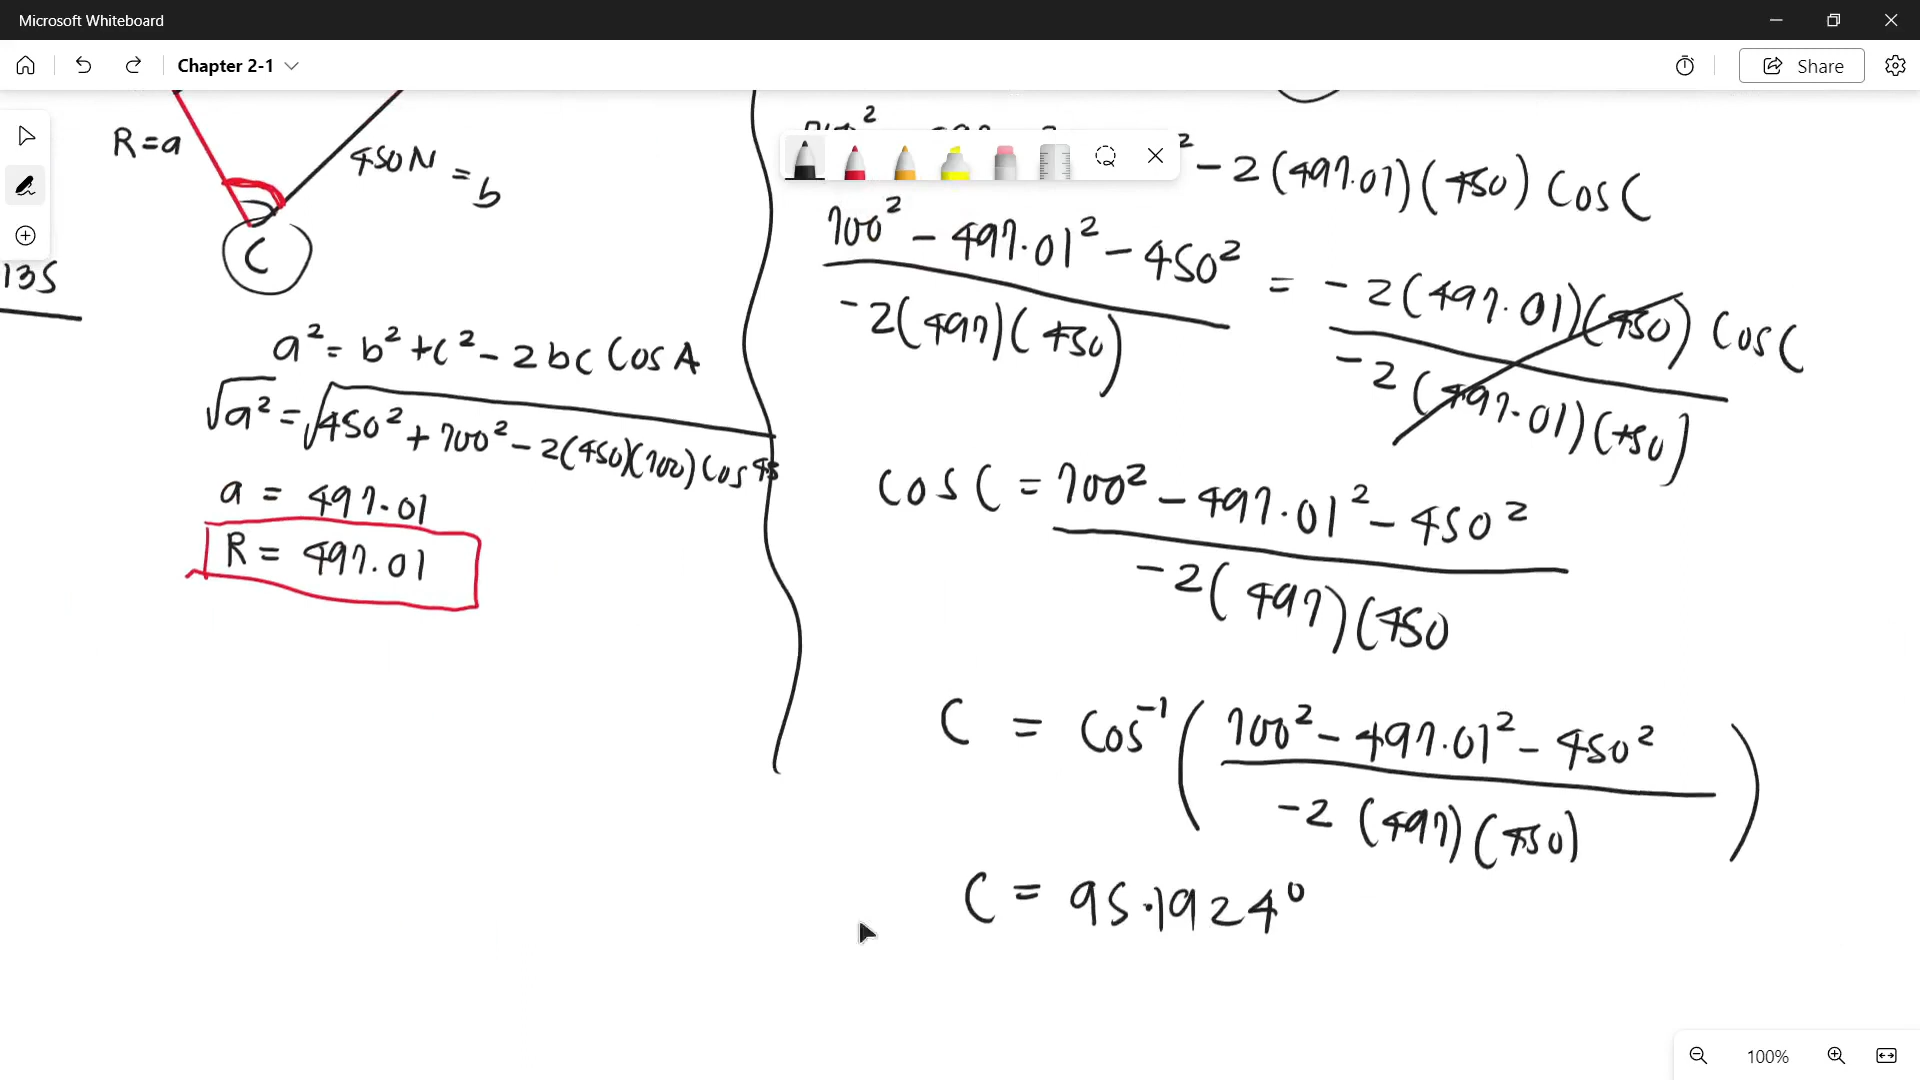 Microsoft Whiteboard
Chapter 2-1
Share
R=a
450N = b
C
135
a² = b² + c² - 2bc Cos A
√a² = √450² + 700² - 2(450)(700) Cos 45
a = 497.01
R = 497.01
² - 2(497.01)(450) Cos C
700² - 497.01² - 450²
-2(497)(450)
= -2(497.01)(450) Cos C
-2(497.01)(450)
Cos C = 700² - 497.01² - 450²
-2(497)(450
C = Cos⁻¹(700² - 497.01² - 450²
-2(497)(450))
C = 95.1924°
100%